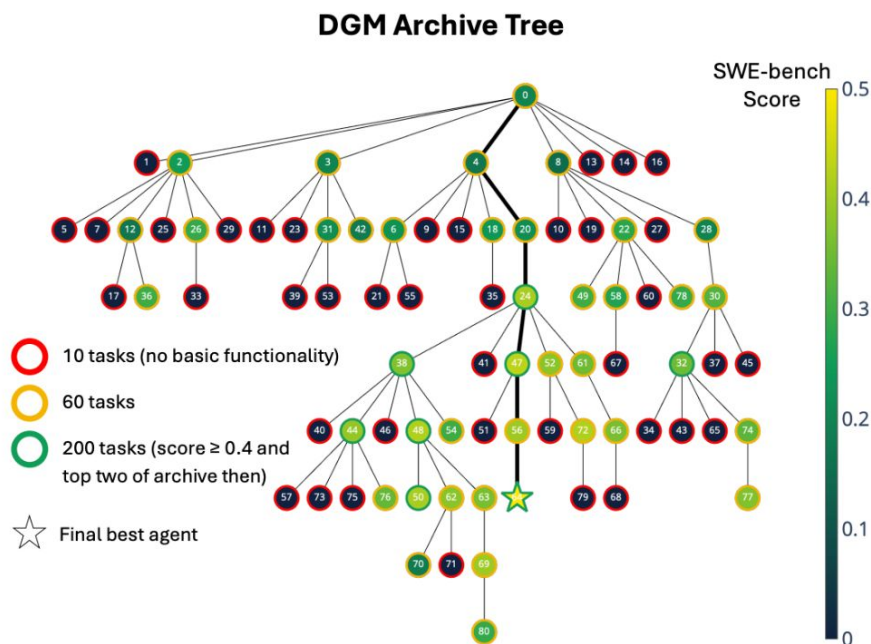 DGM Archive Tree
SWE-bench
Score
0.5
0
1 2 3 4 8 13 14 16
0.4
5 7 12 25 26 29 11 23 31 42 6 9 15 18 20 10 19 22 27 28
17 36 33 39 53 21 55 35 24 49 58 60 78 30
0.3
10 tasks (no basic functionality)
38 41 47 52 61 67 32 37 45
60 tasks
40 44 46 48 54 51 56 59 72 66 34 43 65 74
0.2
200 tasks (score ≥ 0.4 and
top two of archive then)
57 73 75 76 50 62 63 79 68 77
Final best agent
0.1
70 71 69
80
0